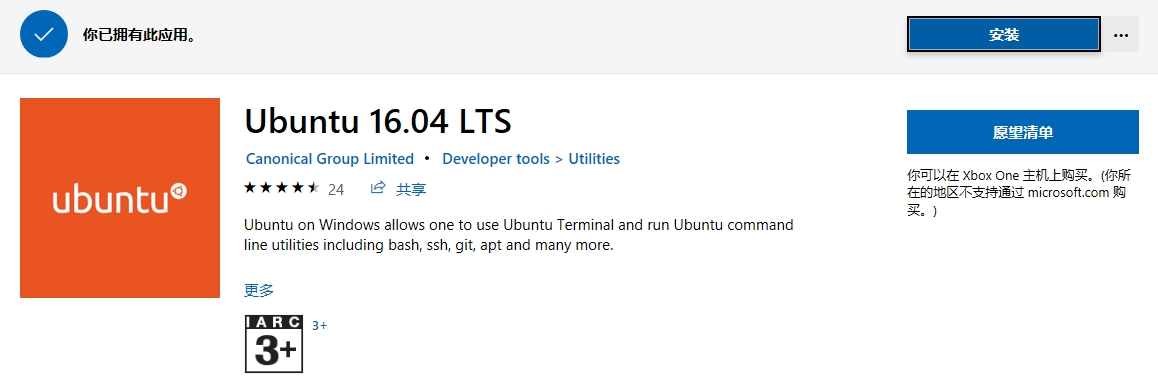 你已拥有此应用。
安装
Ubuntu 16.04 LTS
Canonical Group Limited • Developer tools > Utilities
24 共享
Ubuntu on Windows allows one to use Ubuntu Terminal and run Ubuntu command
line utilities including bash, ssh, git, apt and many more.
更多
IARC
3+
3+
ubuntu
愿望清单
你可以在 Xbox One 主机上购买。(你所
在的地区不支持通过 microsoft.com 购
买。)